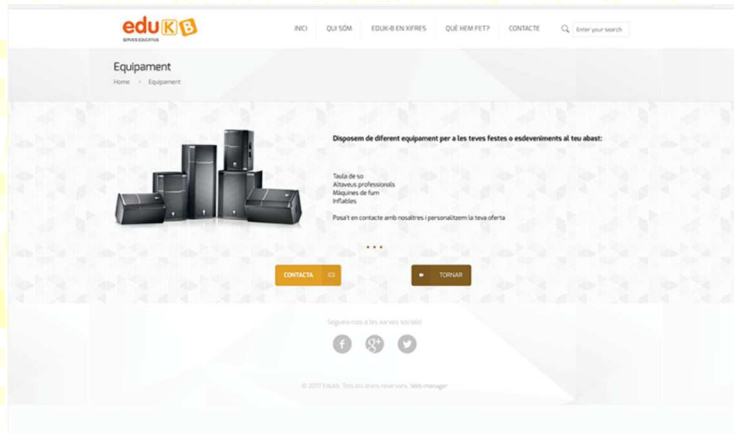 eduKB
SERVEIS EDUCATIUS
INICI
QUI SÓM
EDUK-B EN XIFRES
QUÈ HEM FET?
CONTACTE
Enter your search
Equipament
Home > Equipament
Disposem de diferent equipament per a les teves festes o esdeveniments al teu abast:
Taula de so
Altaveus professionals
Màquines de fum
Inflables
Posa't en contacte amb nosaltres i personalitzem la teva oferta
CONTACTA
TORNAR
Segueix-nos a les xarxes socials!
© 2017 EduKB. Tots els drets reservats. Web manager